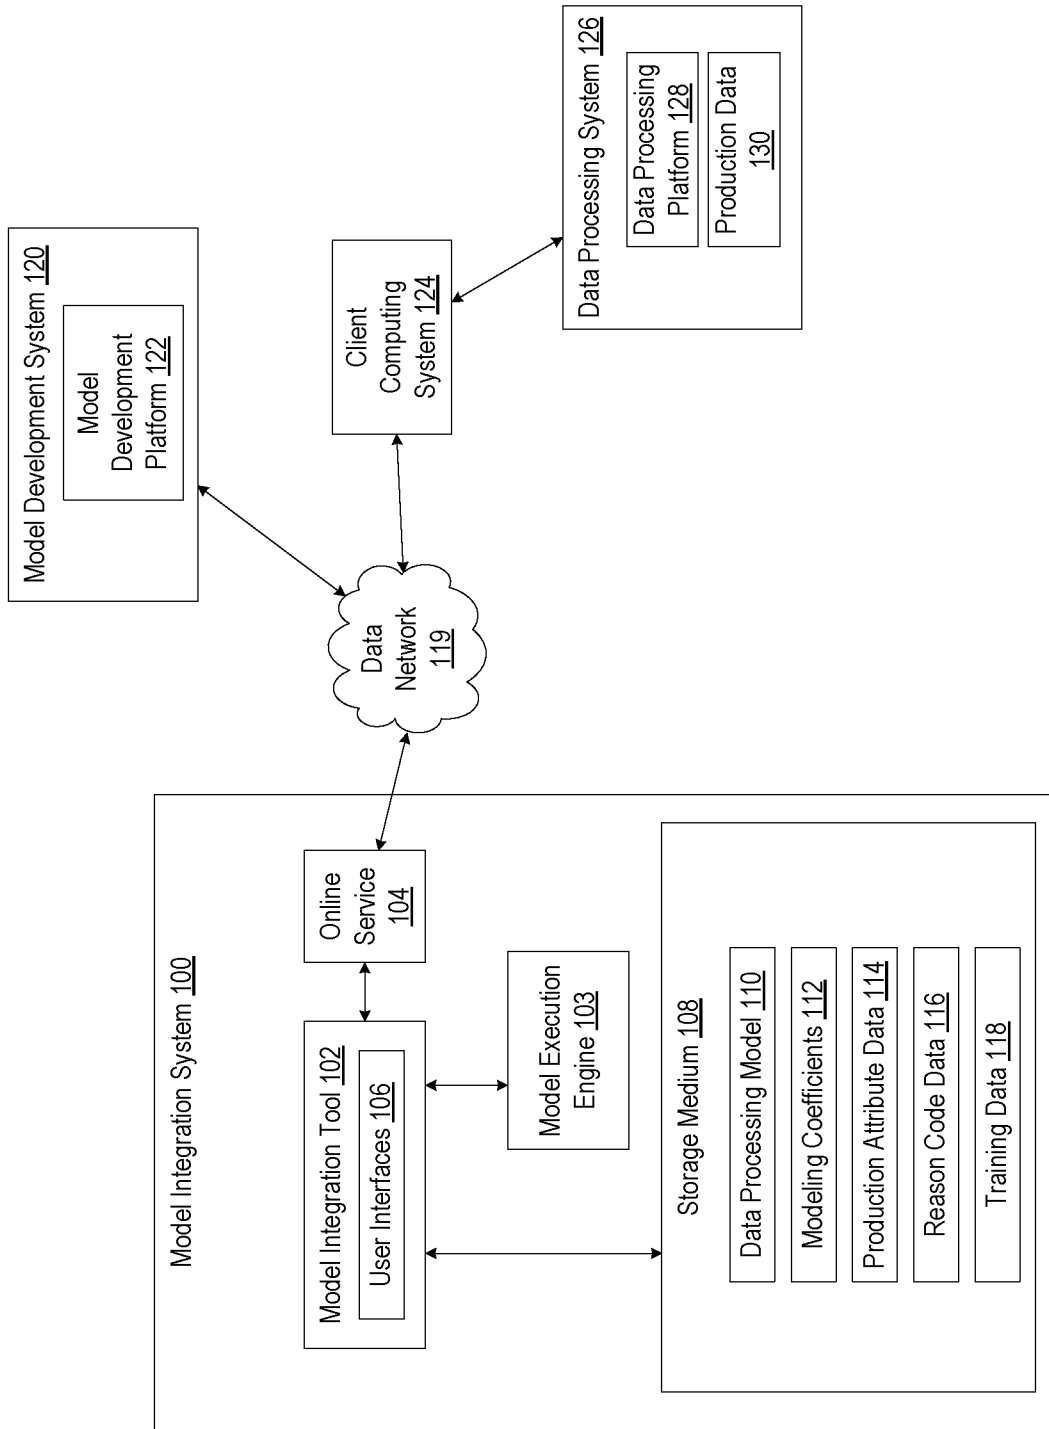 Model Integration System 100
Model Integration Tool 102
User Interfaces 106
Online
Service
104
Model Execution
Engine 103
Storage Medium 108
Data Processing Model 110
Modeling Coefficients 112
Production Attribute Data 114
Reason Code Data 116
Training Data 118
Data
Network
119
Model Development System 120
Model
Development
Platform 122
Client
Computing
System 124
Data Processing System 126
Data Processing
Platform 128
Production Data
130